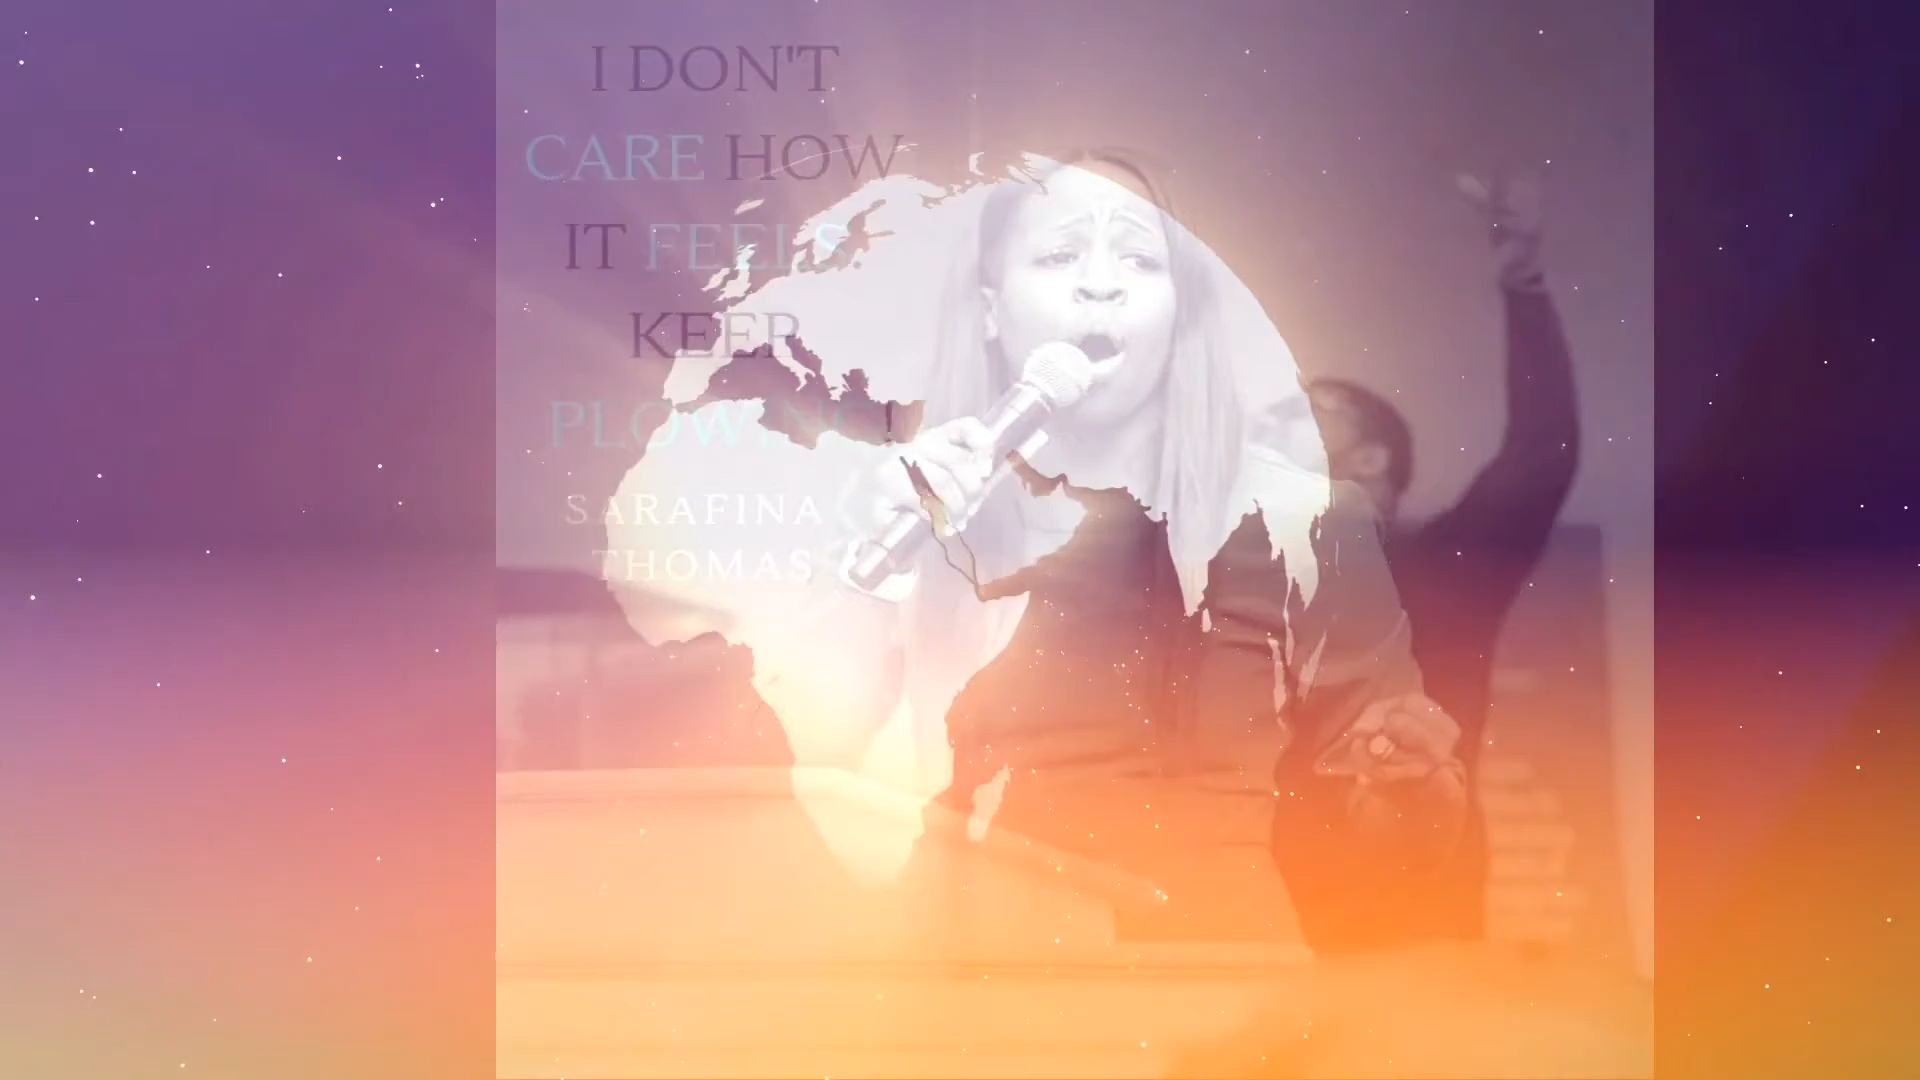 I DON'T
CARE HOW
IT FEELS.
KEEP
PLOWING!
SARAFINA
THOMAS